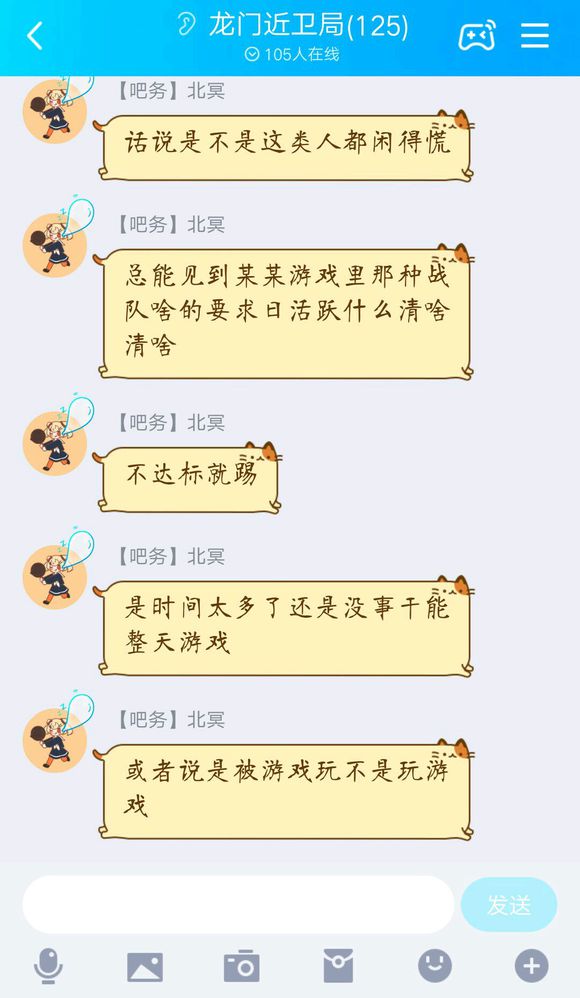 龙门近卫局(125)
105人在线
【吧务】北冥
话说是不是这类人都闲得慌
【吧务】北冥
总能见到某某游戏里那种战
队啥的要求日活跃什么清啥
清啥
【吧务】北冥
不达标就踢
【吧务】北冥
是时间太多了还是没事干能
整天游戏
【吧务】北冥
或者说是被游戏玩不是玩游
戏
发送